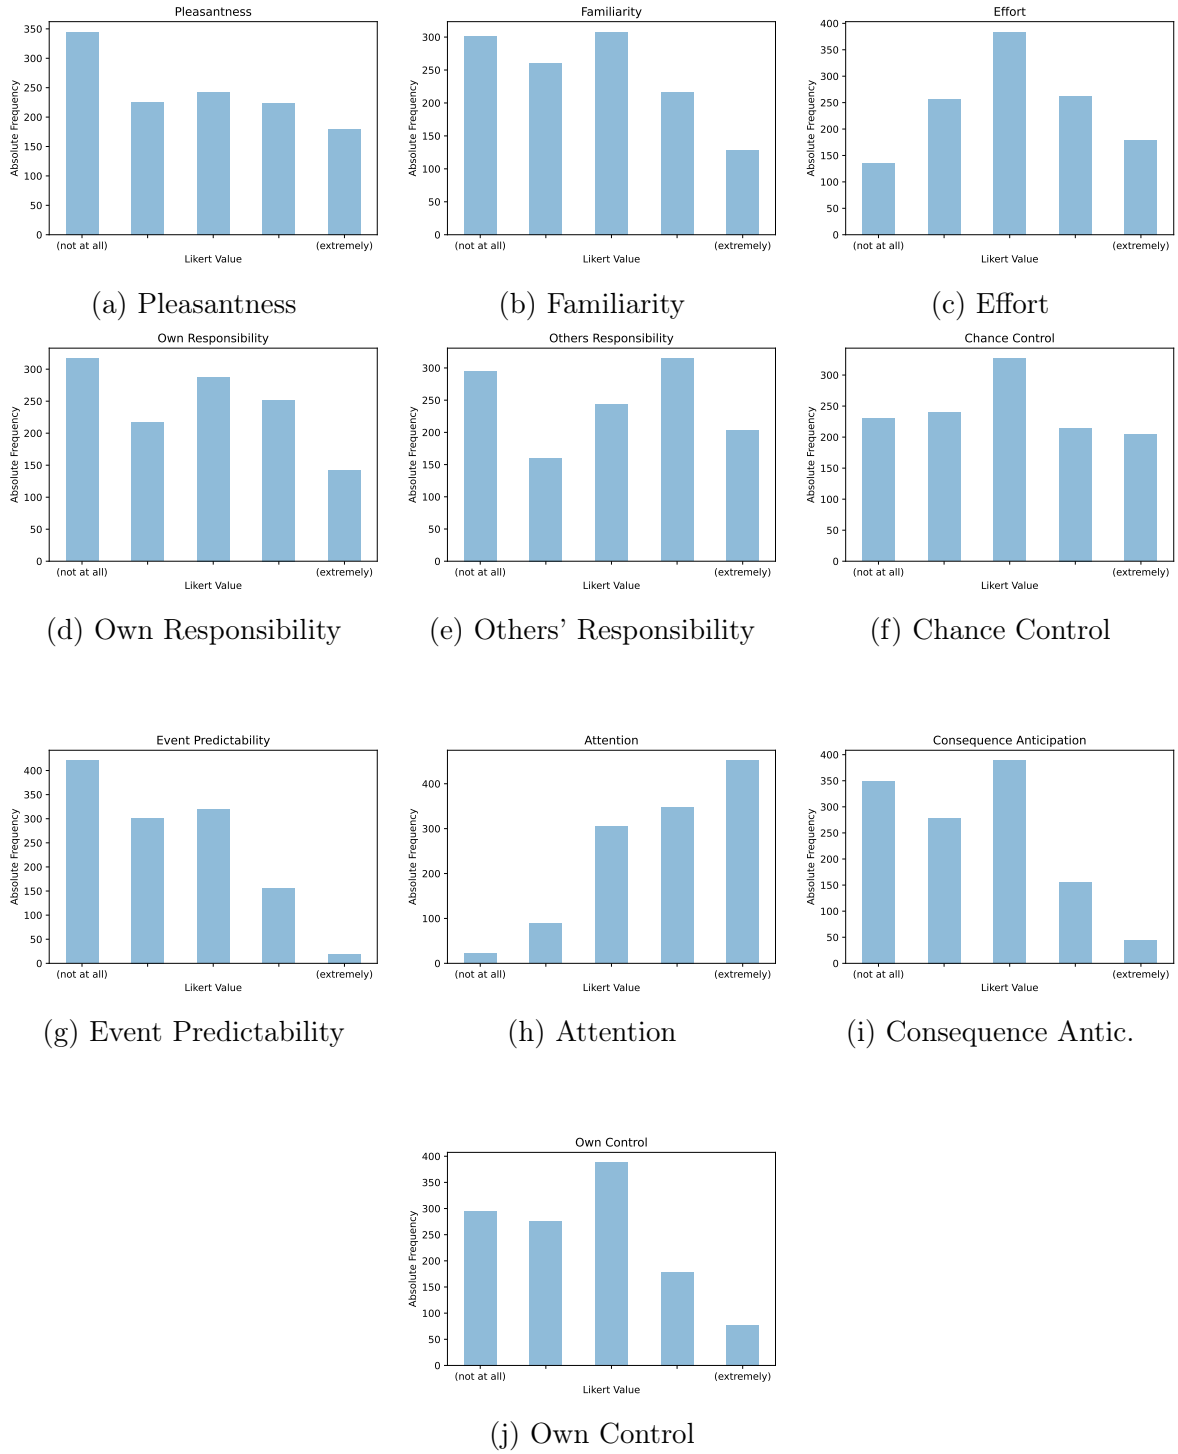 Pleasantness
350
300
250
200
150
100
50
0
Absolute Frequency
(not at all) (extremely)
Likert Value
(a) Pleasantness
Familiarity
300
250
200
150
100
50
0
Absolute Frequency
(not at all) (extremely)
Likert Value
(b) Familiarity
Effort
400
350
300
250
200
150
100
50
0
Absolute Frequency
(not at all) (extremely)
Likert Value
(c) Effort
Own Responsibility
300
250
200
150
100
50
0
Absolute Frequency
(not at all) (extremely)
Likert Value
(d) Own Responsibility
Others Responsibility
300
250
200
150
100
50
0
Absolute Frequency
(not at all) (extremely)
Likert Value
(e) Others’ Responsibility
Chance Control
300
250
200
150
100
50
0
Absolute Frequency
(not at all) (extremely)
Likert Value
(f) Chance Control
Event Predictability
400
350
300
250
200
150
100
50
0
Absolute Frequency
(not at all) (extremely)
Likert Value
(g) Event Predictability
Attention
400
300
200
100
0
Absolute Frequency
(not at all) (extremely)
Likert Value
(h) Attention
Consequence Anticipation
400
350
300
250
200
150
100
50
0
Absolute Frequency
(not at all) (extremely)
Likert Value
(i) Consequence Antic.
Own Control
400
350
300
250
200
150
100
50
0
Absolute Frequency
(not at all) (extremely)
Likert Value
(j) Own Control